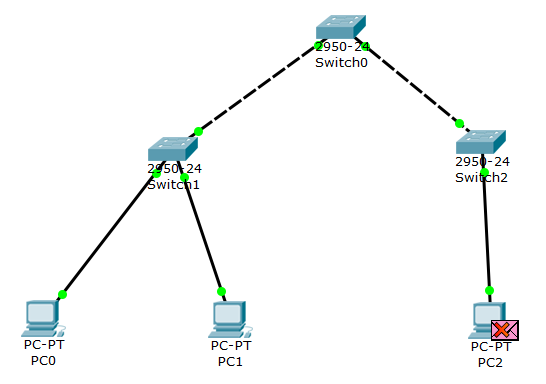 2950-24
Switch0
2950-24
Switch1
2950-24
Switch2
PC-PT
PC0
PC-PT
PC1
PC-PT
PC2